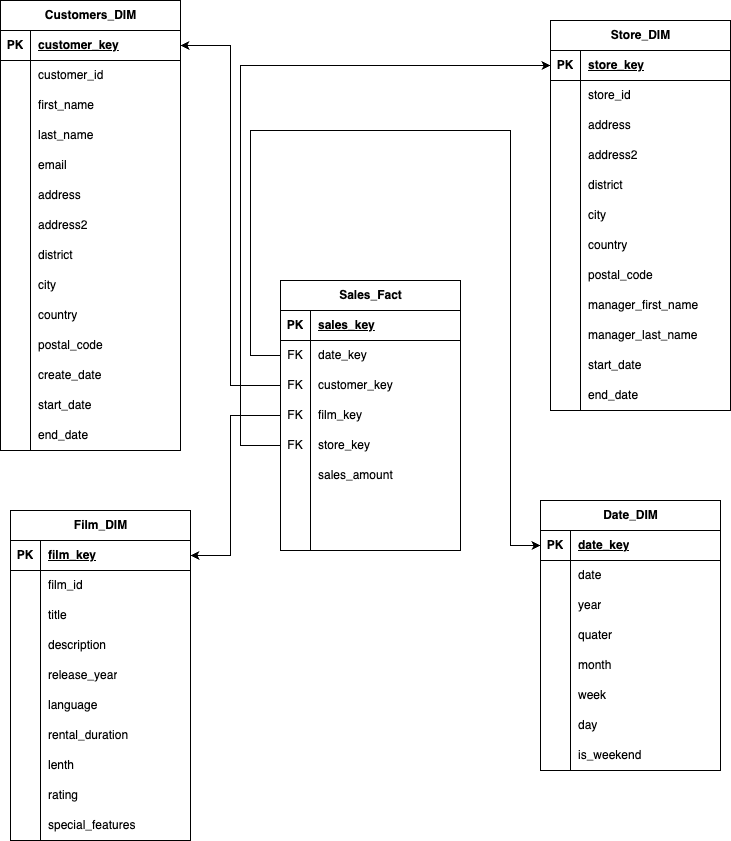 Customers_DIM
PK customer_key
customer_id
first_name
last_name
email
address
address2
district
city
country
postal_code
create_date
start_date
end_date
Store_DIM
PK store_key
store_id
address
address2
district
city
country
postal_code
manager_first_name
manager_last_name
start_date
end_date
Sales_Fact
PK sales_key
FK date_key
FK customer_key
FK film_key
FK store_key
sales_amount
Film_DIM
PK film_key
film_id
title
description
release_year
language
rental_duration
lenth
rating
special_features
Date_DIM
PK date_key
date
year
quater
month
week
day
is_weekend